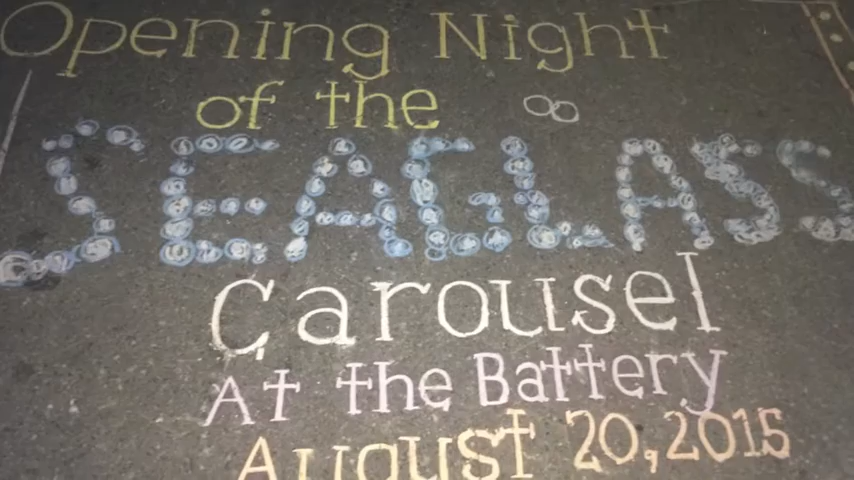 Opening Night
of the
SEAGLASS
Carousel
At the Battery
August 20, 2015